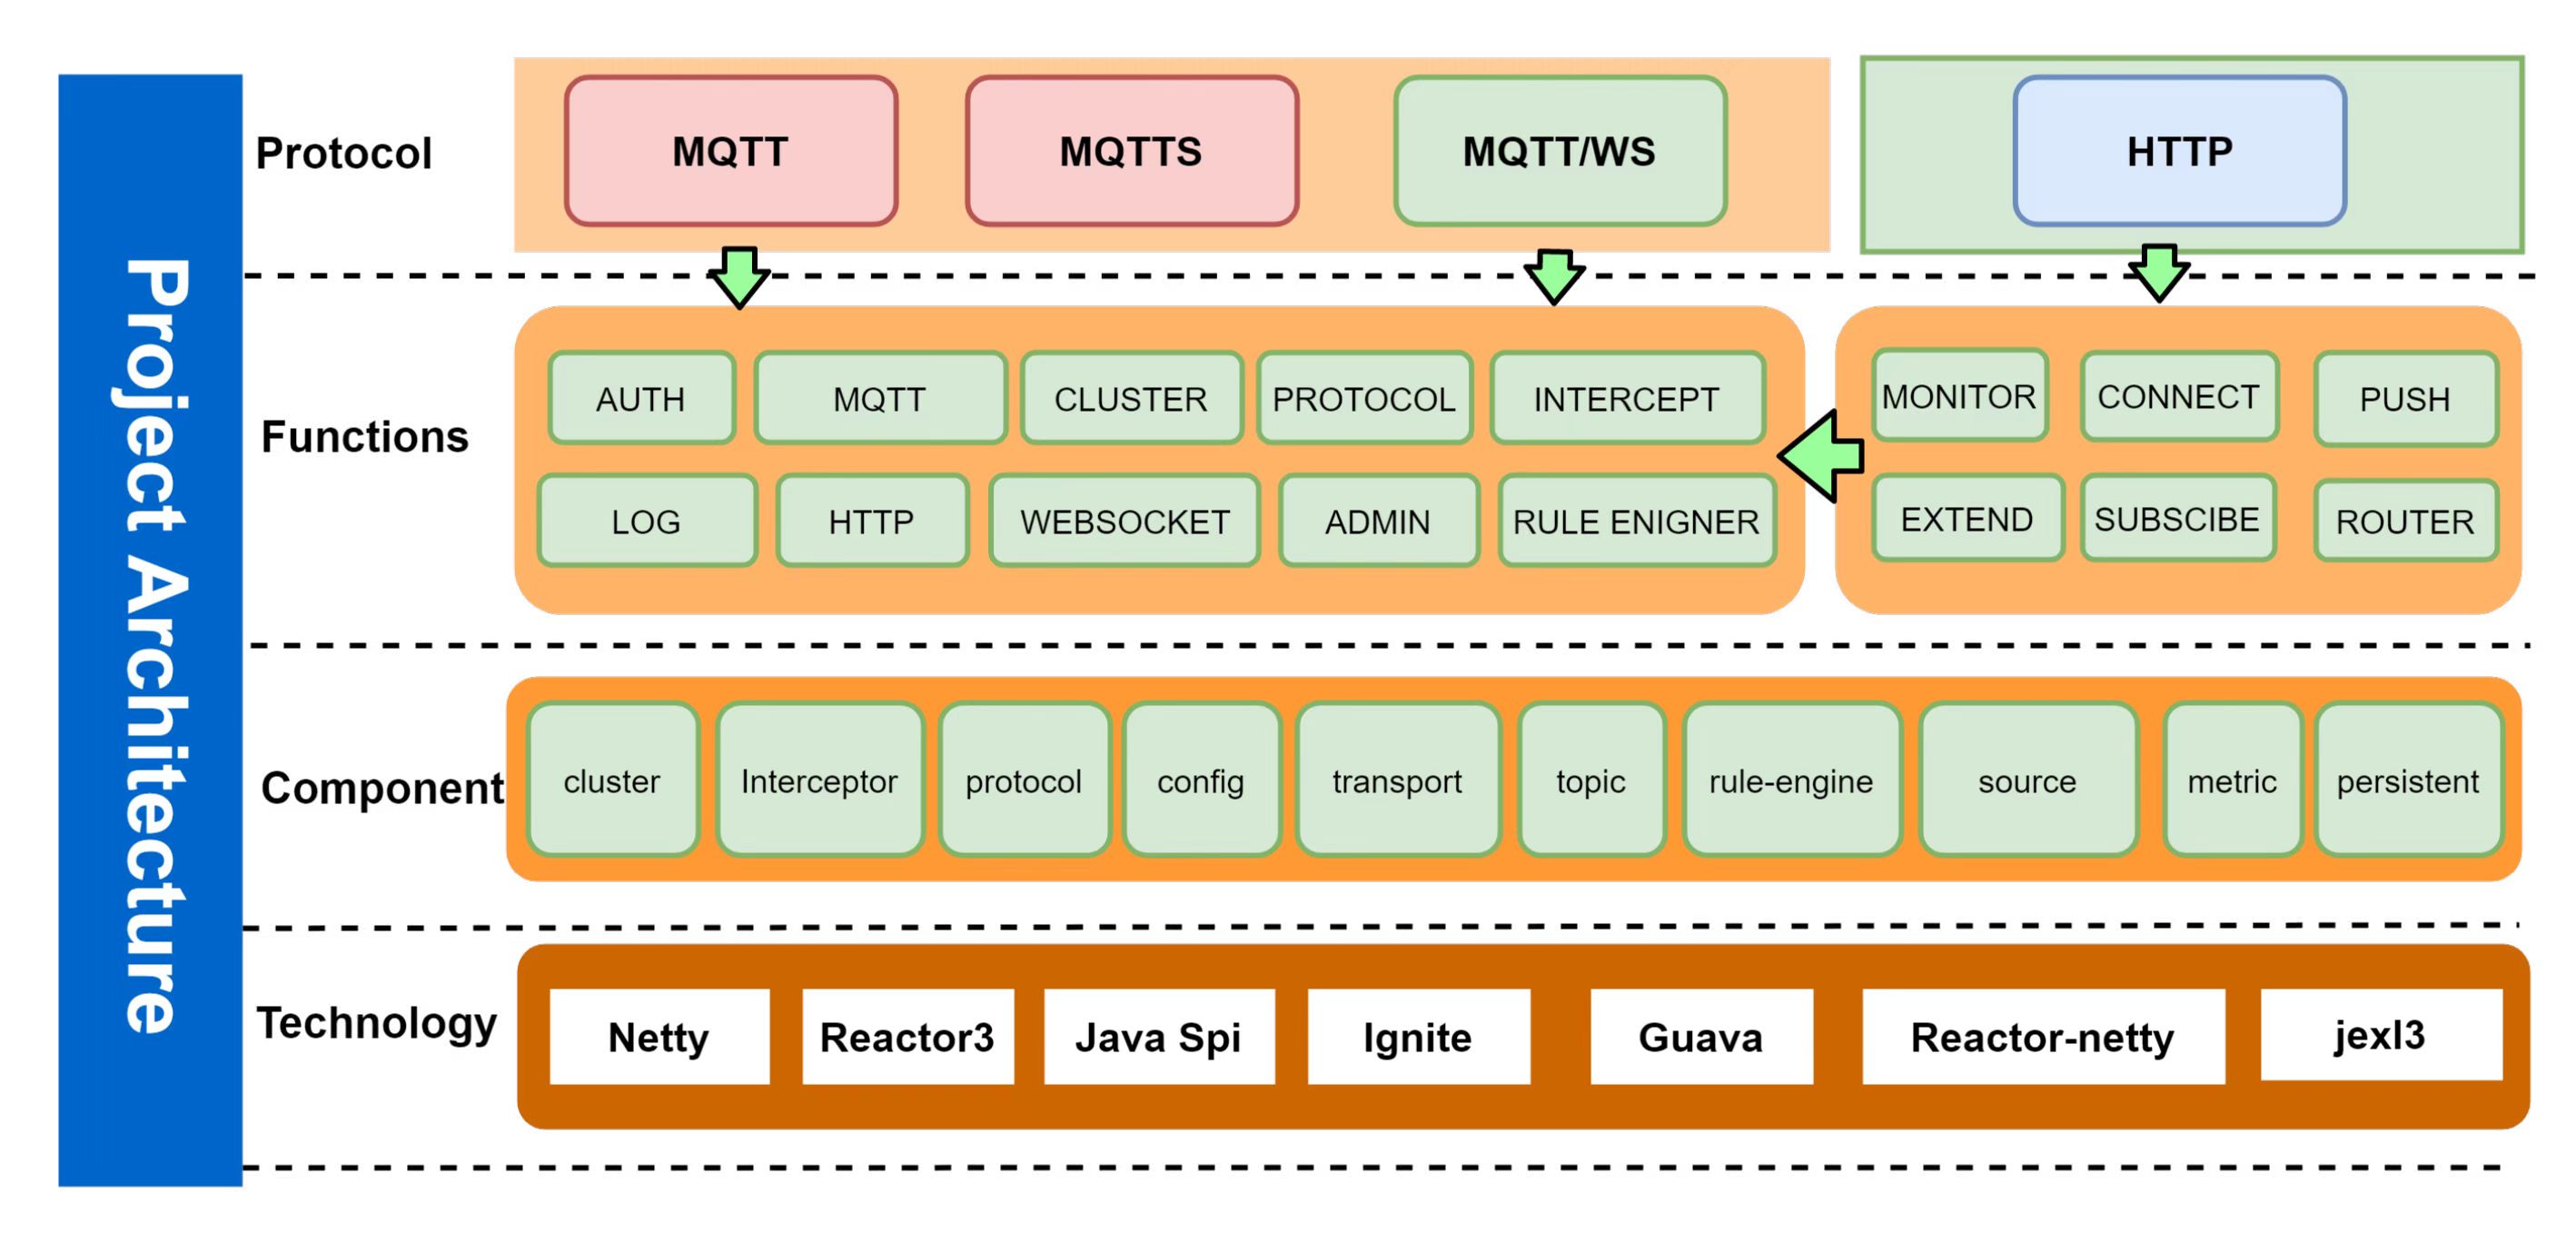 Project Architecture
Protocol
MQTT
MQTTS
MQTT/WS
HTTP
Functions
AUTH
MQTT
CLUSTER
PROTOCOL
INTERCEPT
LOG
HTTP
WEBSOCKET
ADMIN
RULE ENIGNER
MONITOR
CONNECT
PUSH
EXTEND
SUBSCIBE
ROUTER
Component
cluster
Interceptor
protocol
config
transport
topic
rule-engine
source
metric
persistent
Technology
Netty
Reactor3
Java Spi
Ignite
Guava
Reactor-netty
jexl3